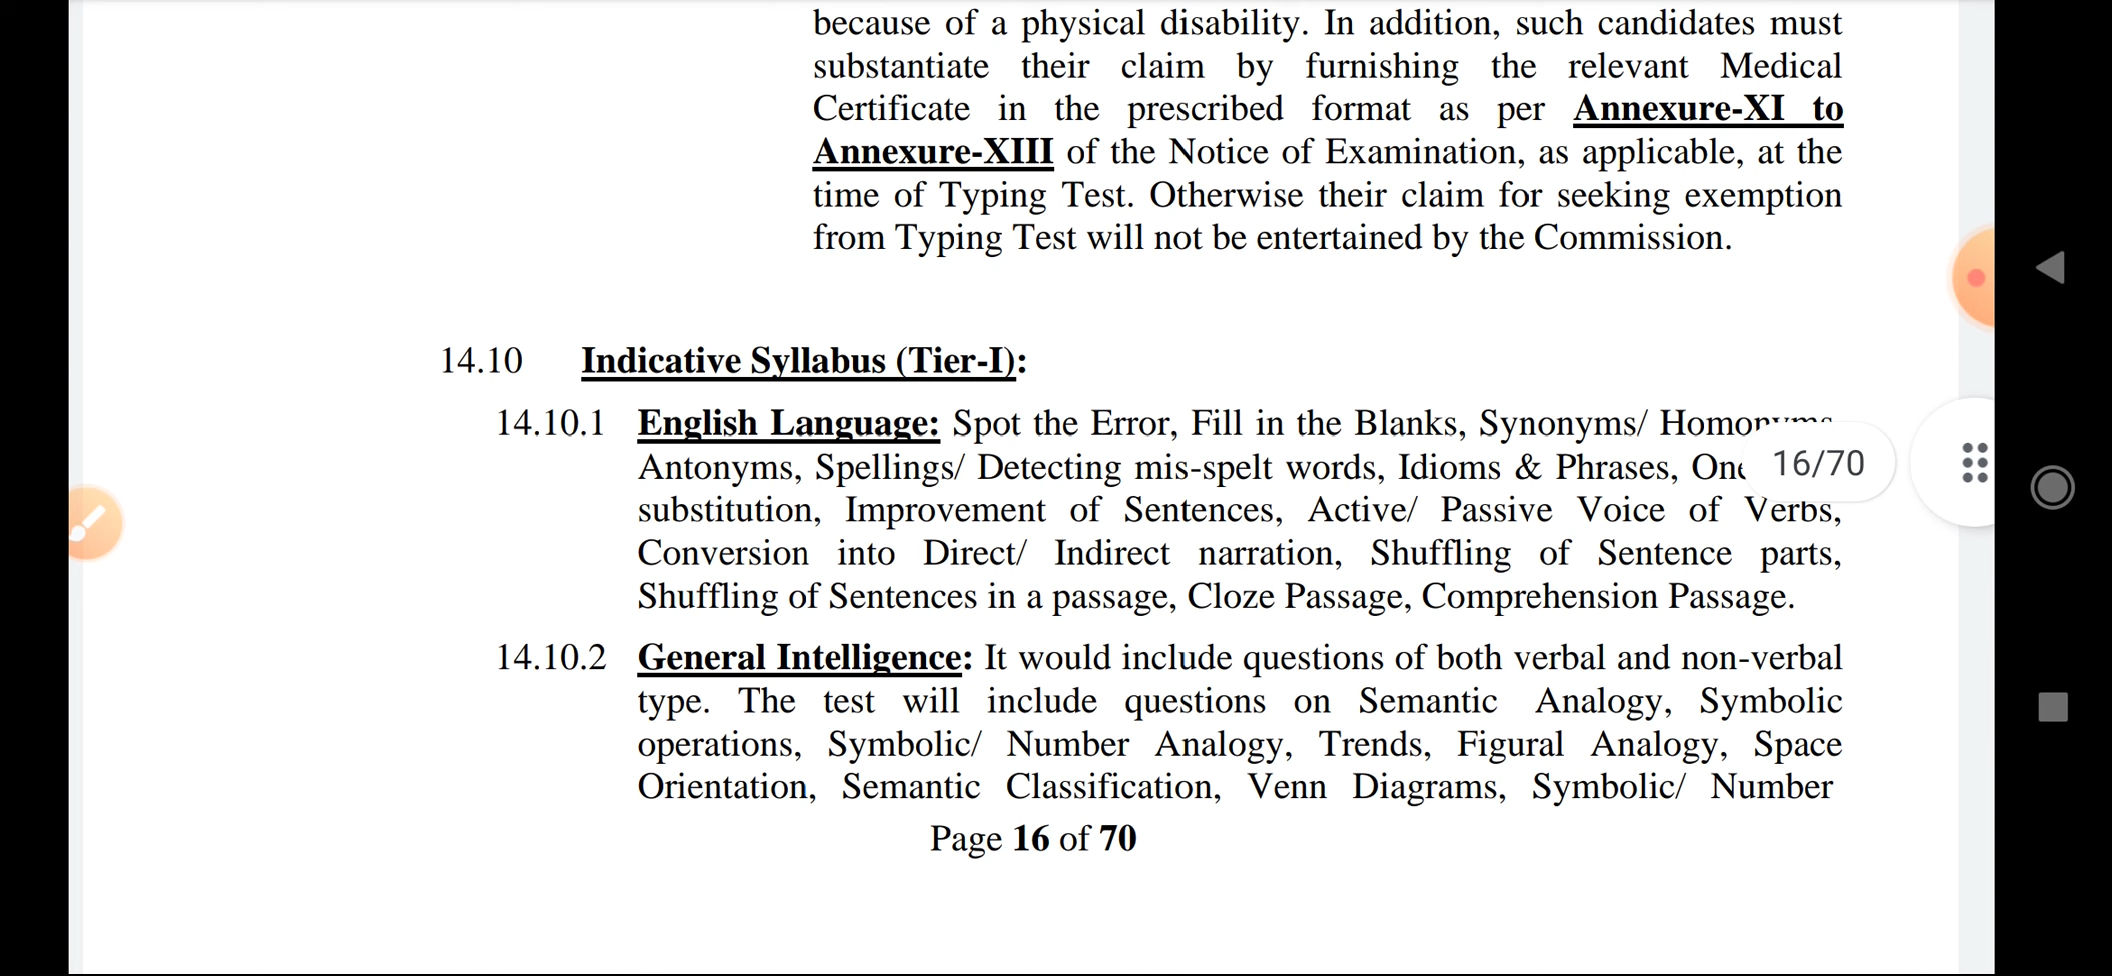 because of a physical disability. In addition, such candidates must
substantiate their claim by furnishing the relevant Medical
Certificate in the prescribed format as per Annexure-XI to
Annexure-XIII of the Notice of Examination, as applicable, at the
time of Typing Test. Otherwise their claim for seeking exemption
from Typing Test will not be entertained by the Commission.
14.10 Indicative Syllabus (Tier-I):
14.10.1 English Language: Spot the Error, Fill in the Blanks, Synonyms/ Homonyms,
Antonyms, Spellings/ Detecting mis-spelt words, Idioms & Phrases, One
16/70
substitution, Improvement of Sentences, Active/ Passive Voice of Verbs,
Conversion into Direct/ Indirect narration, Shuffling of Sentence parts,
Shuffling of Sentences in a passage, Cloze Passage, Comprehension Passage.
14.10.2 General Intelligence: It would include questions of both verbal and non-verbal
type. The test will include questions on Semantic Analogy, Symbolic
operations, Symbolic/ Number Analogy, Trends, Figural Analogy, Space
Orientation, Semantic Classification, Venn Diagrams, Symbolic/ Number
Page 16 of 70